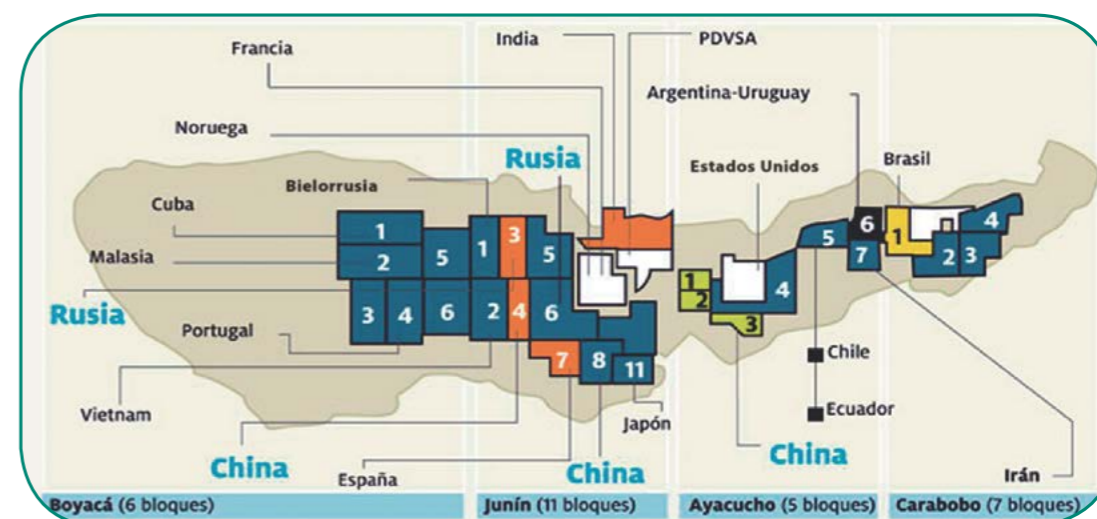 Francia
India
PDVSA
Argentina-Uruguay
Noruega
Rusia
Estados Unidos
Brasil
Bielorrusia
Cuba
Malasia
1
2
5
3
4
6
1
3
5
2
4
6
7
8
11
1
2
3
4
5
6
7
1
2
3
4
Rusia
Portugal
Chile
Vietnam
Ecuador
Japón
China
España
China
China
Irán
Boyacá (6 bloques)
Junín (11 bloques)
Ayacucho (5 bloques)
Carabobo (7 bloques)